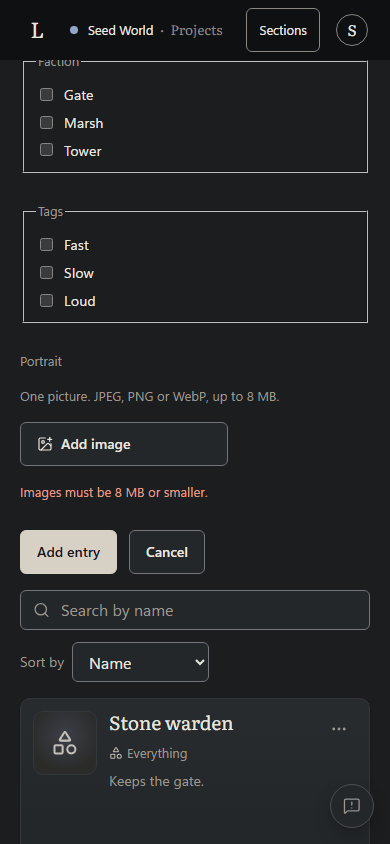 L
Seed World · Projects
Sections
S
Faction
Gate
Marsh
Tower
Tags
Fast
Slow
Loud
Portrait
One picture. JPEG, PNG or WebP, up to 8 MB.
Add image
Images must be 8 MB or smaller.
Add entry
Cancel
Search by name
Sort by
Name
Stone warden
Everything
Keeps the gate.